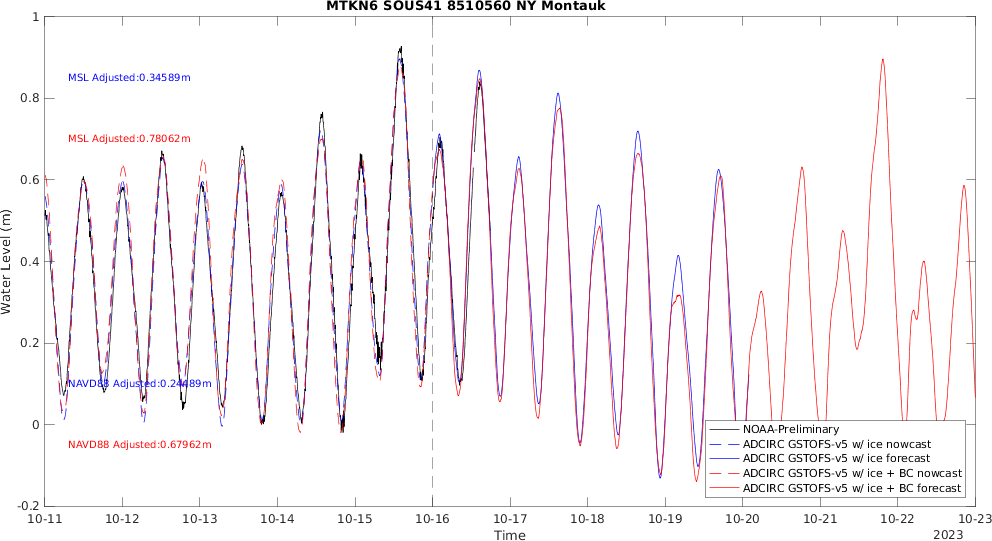 MTKN6 SOUS41 8510560 NY Montauk
1
0.8
0.6
0.4
0.2
0
-0.2
Water Level (m)
MSL Adjusted:0.34589m
MSL Adjusted:0.78062m
NAVD88 Adjusted:0.24489m
NAVD88 Adjusted:0.67962m
NOAA-Preliminary
ADCIRC GSTOFS-v5 w/ ice nowcast
ADCIRC GSTOFS-v5 w/ ice forecast
ADCIRC GSTOFS-v5 w/ ice + BC nowcast
ADCIRC GSTOFS-v5 w/ ice + BC forecast
10-11 10-12 10-13 10-14 10-15 10-16 10-17 10-18 10-19 10-20 10-21 10-22 10-23
Time
2023